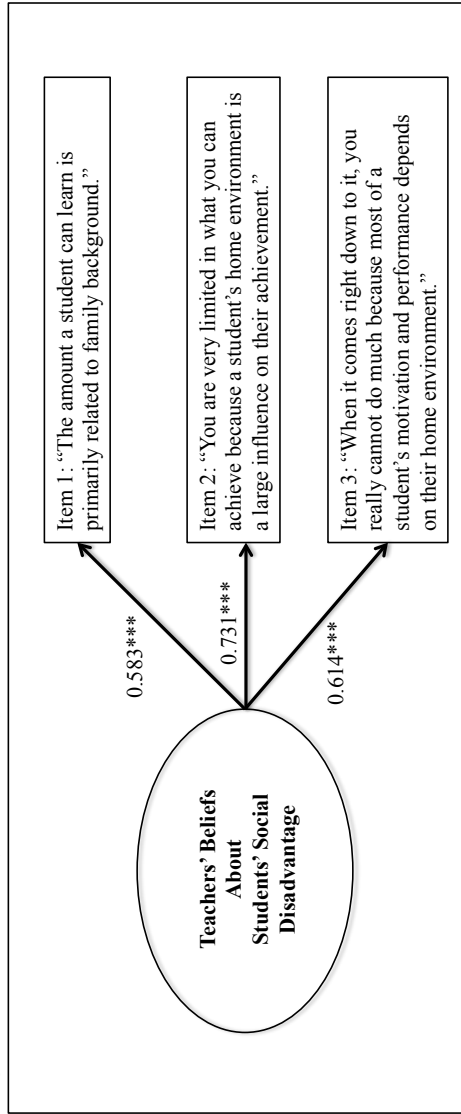 Teachers’ Beliefs
About
Students’ Social
Disadvantage
0.583***
0.731***
0.614***
Item 1: “The amount a student can learn is
primarily related to family background.”
Item 2: “You are very limited in what you can
achieve because a student’s home environment is
a large influence on their achievement.”
Item 3: “When it comes right down to it, you
really cannot do much because most of a
student’s motivation and performance depends
on their home environment.”